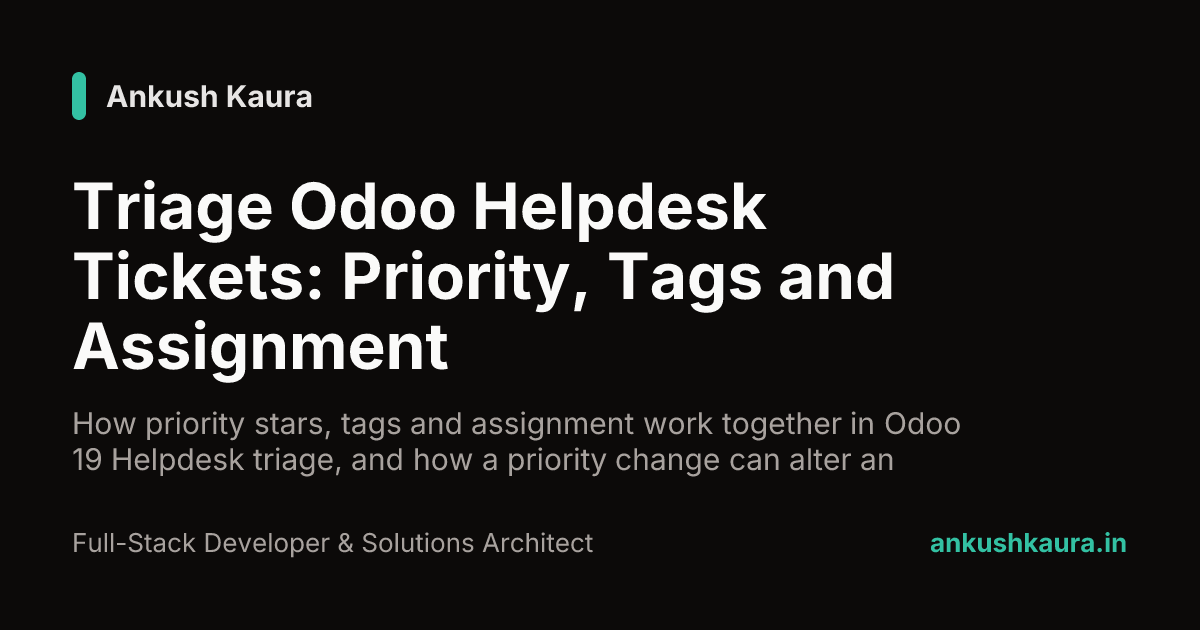 Ankush Kaura
Triage Odoo Helpdesk
Tickets: Priority, Tags and
Assignment
How priority stars, tags and assignment work together in Odoo
19 Helpdesk triage, and how a priority change can alter an
Full-Stack Developer & Solutions Architect
ankushkaura.in